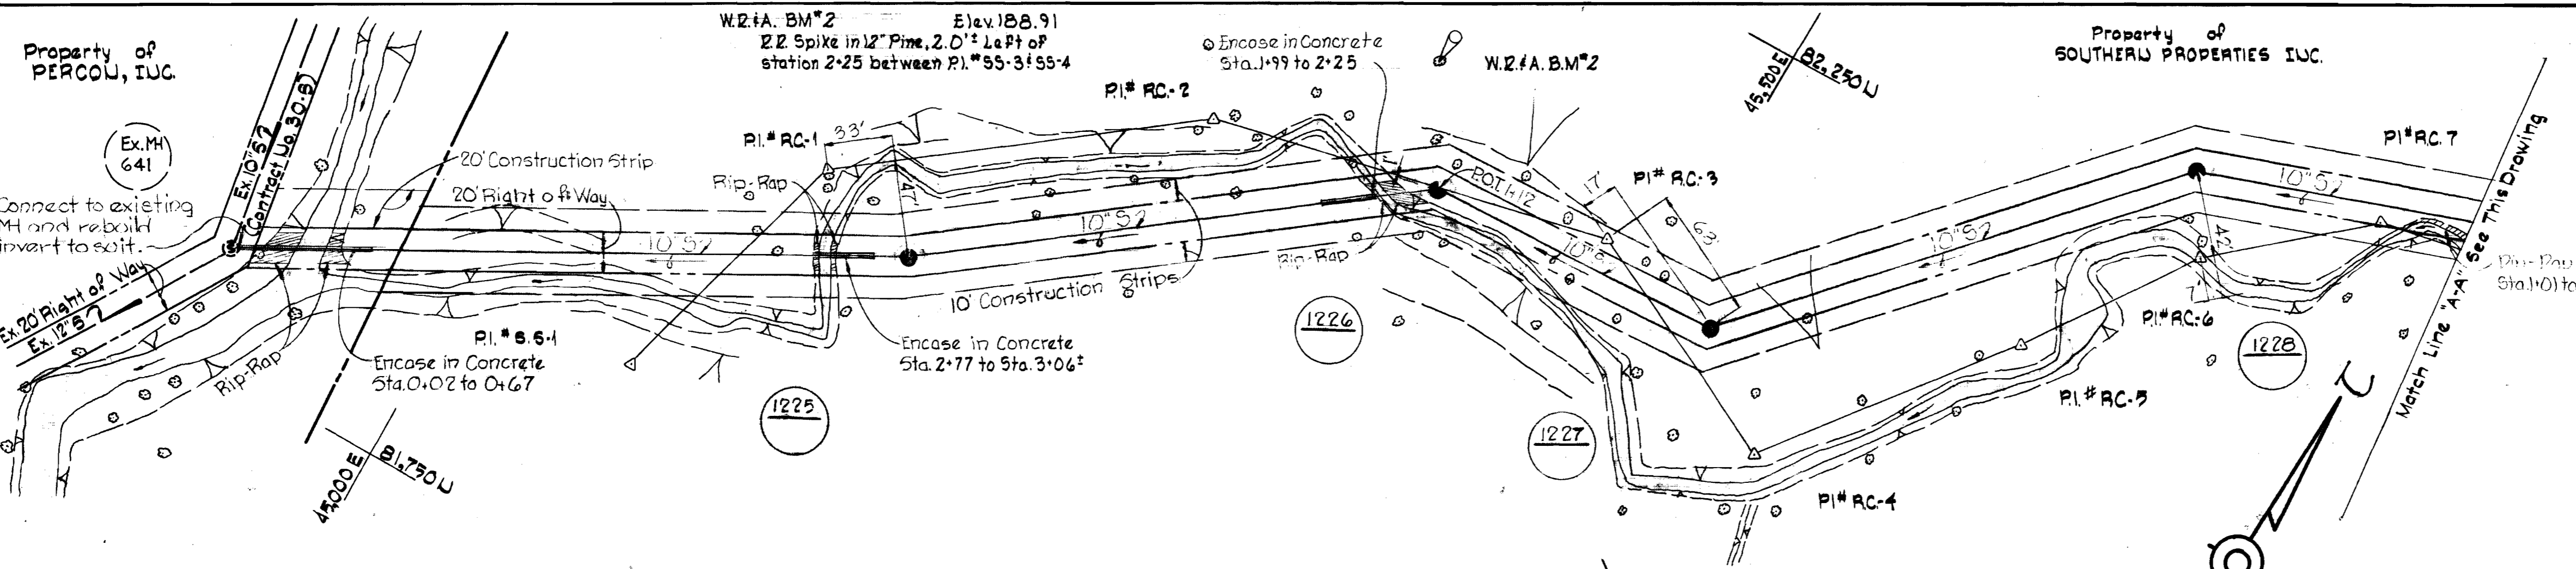 Property of
PERCON, INC.
Ex. MH
641
Connect to existing
MH and rebuild
invert to suit.
Ex. 10" S
(Contract No. 30-S)
Ex. 20' Right of Way
Ex. 12" S
Rip-Rap
20' Construction Strip
20' Right of Way
10" S
P.I. # S.S-1
Encase in Concrete
Sta. 0+02 to 0+67
45,000 E
81,750 N
W.R.&A. BM #2 Elev. 188.91
R.R. Spike in 12" Pine, 2.0'± Left of
station 2+25 between P.I. # SS-3 & SS-4
P.I. # RC-1
33'
47'
Rip-Rap
P.I. # RC-2
10" S
10' Construction Strips
Encase in Concrete
Sta. 2+77 to Sta. 3+06±
1225
Encase in Concrete
Sta. 1+99 to 2+25
W.R.&A. B.M #2
Rip-Rap
1'
P.O.T. 1+12
10" S
1226
17'
P.I # RC-3
63'
1227
45,500 E
82,250 N
Property of
SOUTHERN PROPERTIES INC.
10" S
P.I # RC-4
P.I. # RC-5
P.I. # RC-6
42'
7'
1228
P.I # RC. 7
10" S
Match Line "A-A" See This Drawing
Rip-Rap
Sta. 1+01 to
N